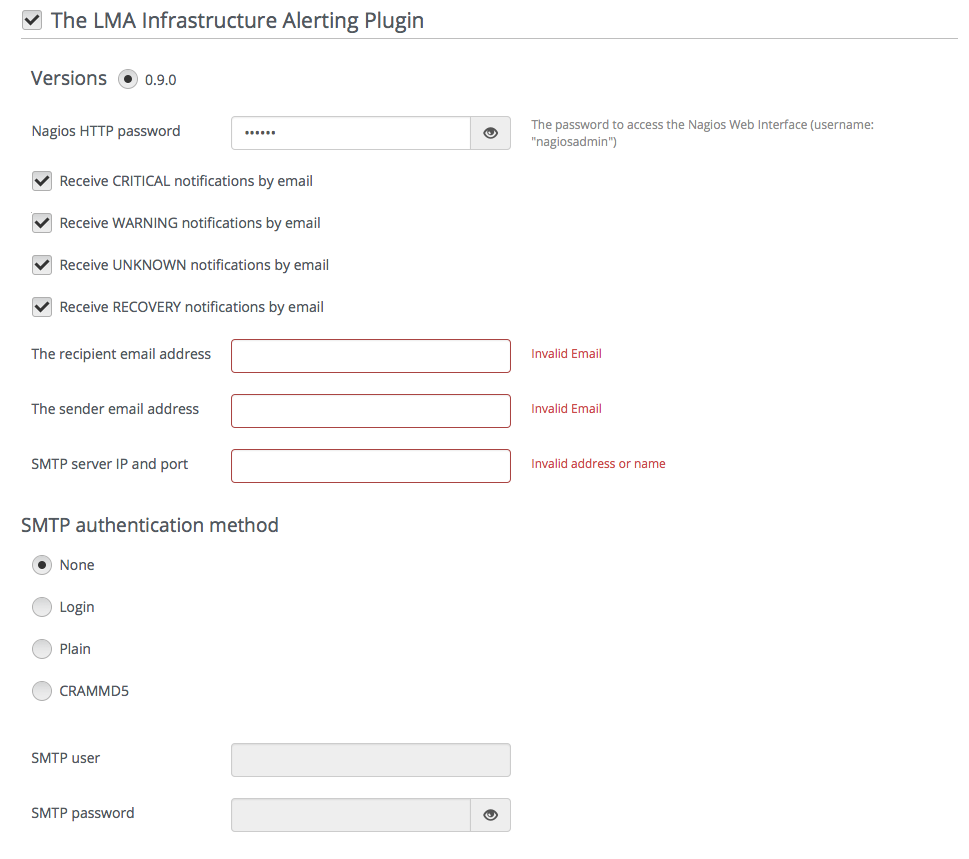 The LMA Infrastructure Alerting Plugin
Versions 0.9.0
Nagios HTTP password •••••• The password to access the Nagios Web Interface (username:
"nagiosadmin")
Receive CRITICAL notifications by email
Receive WARNING notifications by email
Receive UNKNOWN notifications by email
Receive RECOVERY notifications by email
The recipient email address Invalid Email
The sender email address Invalid Email
SMTP server IP and port Invalid address or name
SMTP authentication method
None
Login
Plain
CRAMMD5
SMTP user
SMTP password